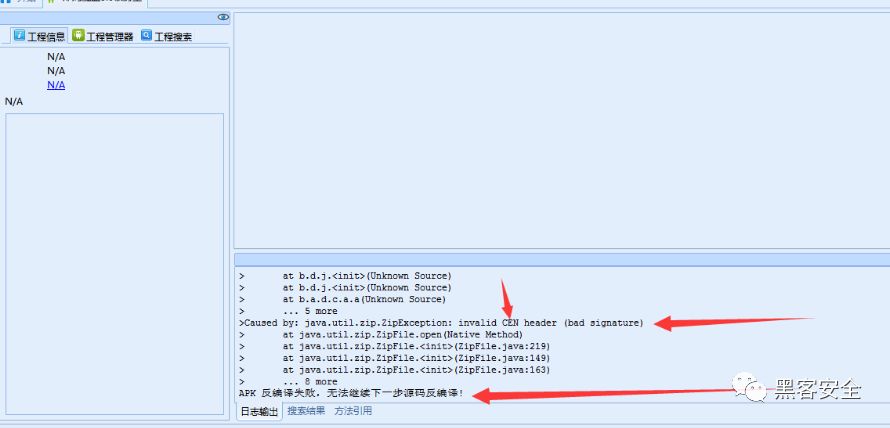 工程信息 工程管理器 工程搜索
N/A
N/A
N/A
N/A
> at b.d.j.<init>(Unknown Source)
> at b.d.j.<init>(Unknown Source)
> at b.a.d.c.a.a(Unknown Source)
> ... 5 more
>Caused by: java.util.zip.ZipException: invalid CEN header (bad signature)
> at java.util.zip.ZipFile.open(Native Method)
> at java.util.zip.ZipFile.<init>(ZipFile.java:219)
> at java.util.zip.ZipFile.<init>(ZipFile.java:149)
> at java.util.zip.ZipFile.<init>(ZipFile.java:163)
> ... 8 more
APK 反编译失败，无法继续下一步源码反编译!
日志输出 搜索结果 方法引用
黑客安全